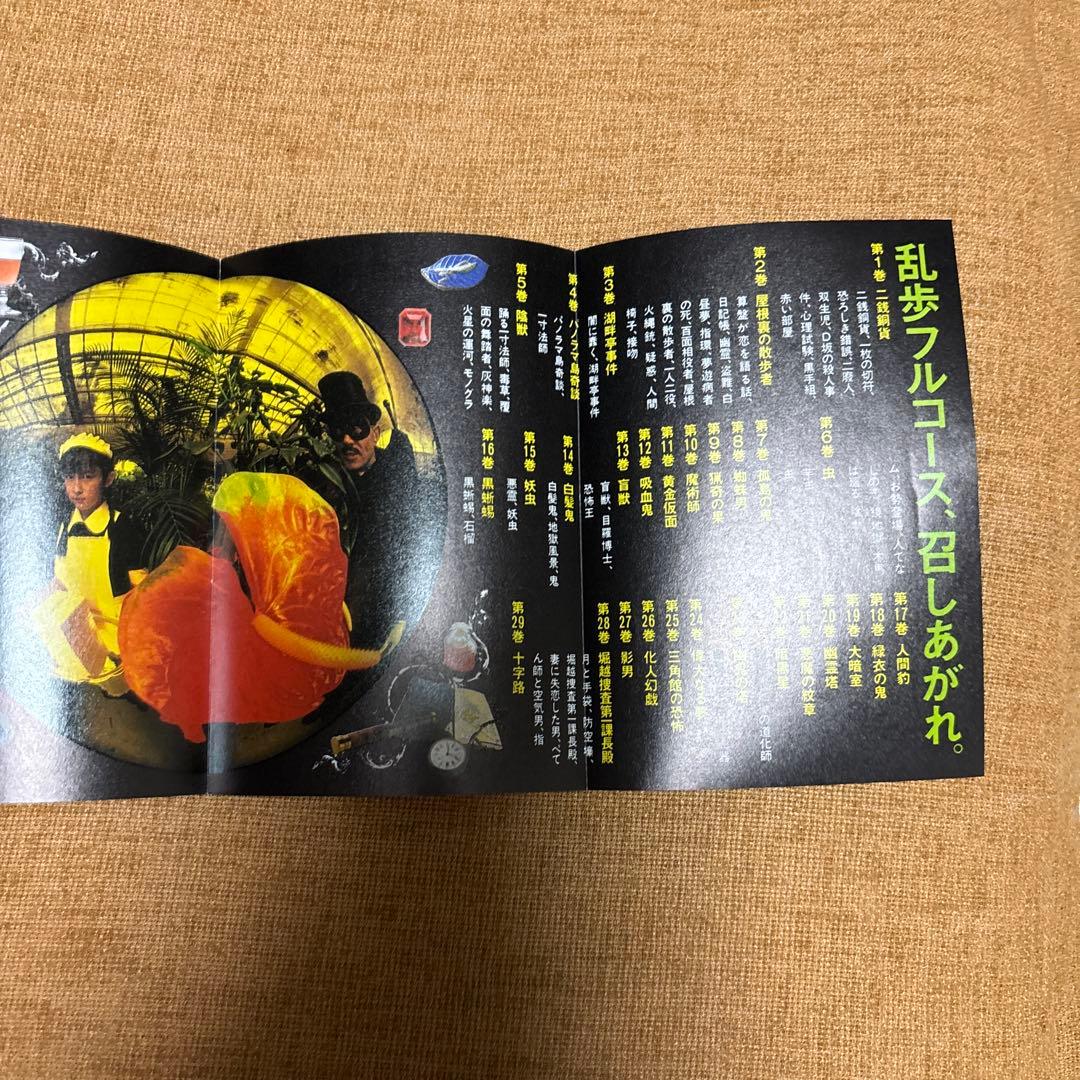 乱歩フルコース、召しあがれ。
第1巻 二銭銅貨
二銭銅貨、一枚の切符、
恐ろしき錯誤、二廃人、
双生児、D坂の殺人事
件、心理試験、黒手組、
赤い部屋
第2巻 屋根裏の散歩者
算盤が恋を語る話、
日記帳、幽霊、盗難、白
昼夢、指環、夢遊病者
の死、百面相役者、屋根
裏の散歩者、一人二役、
火縄銃、疑惑、人間
椅子、接吻
第3巻 湖畔亭事件
闇に蠢く、湖畔亭事件
第4巻 パノラマ島奇談
パノラマ島奇談、
一寸法師
第5巻 陰獣
踊る一寸法師、毒草、覆
面の舞踏者、灰神楽、
火星の運河、モノグラ
第6巻 虫
第7巻 孤島の鬼
第8巻 蜘蛛男
第9巻 猟奇の果
第10巻 魔術師
第11巻 黄金仮面
第12巻 吸血鬼
第13巻 盲獣
盲獣、目羅博士、
恐怖王
第14巻 白髪鬼
白髪鬼、地獄風景、鬼
第15巻 妖虫
悪霊、妖虫
第16巻 黒蜥蜴
黒蜥蜴、石榴
第17巻 人間豹
第18巻 緑衣の鬼
第19巻 大暗室
第20巻 幽霊塔
悪魔の紋章
暗黒星
の道化師
第24巻
第25巻 三角館の恐怖
第26巻 化人幻戯
第27巻 影男
第28巻 堀越捜査第一課長殿
月と手袋、防空壕、
堀越捜査第一課長殿、
妻に失恋した男、ぺて
ん師と空気男、指
第29巻 十字路